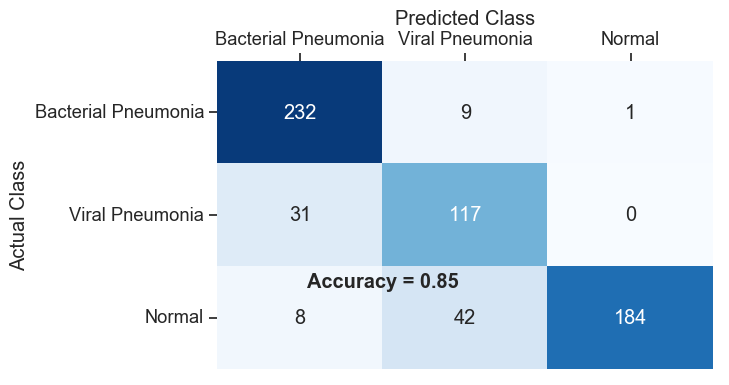 Predicted Class
Bacterial Pneumonia Viral Pneumonia Normal
Actual Class
Bacterial Pneumonia 232 9 1
Viral Pneumonia 31 117 0
Accuracy = 0.85
Normal 8 42 184